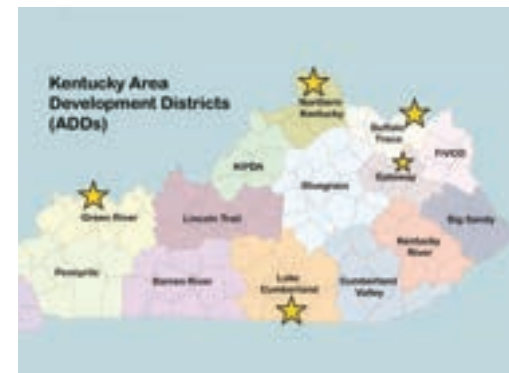 Kentucky Area
Development Districts
(ADDs)
Northern
Kentucky
Buffalo
Trace
FIVCO
KIPDA
Gateway
Bluegrass
Green River
Lincoln Trail
Big Sandy
Kentucky
River
Pennyrile
Barren River
Lake
Cumberland
Cumberland
Valley